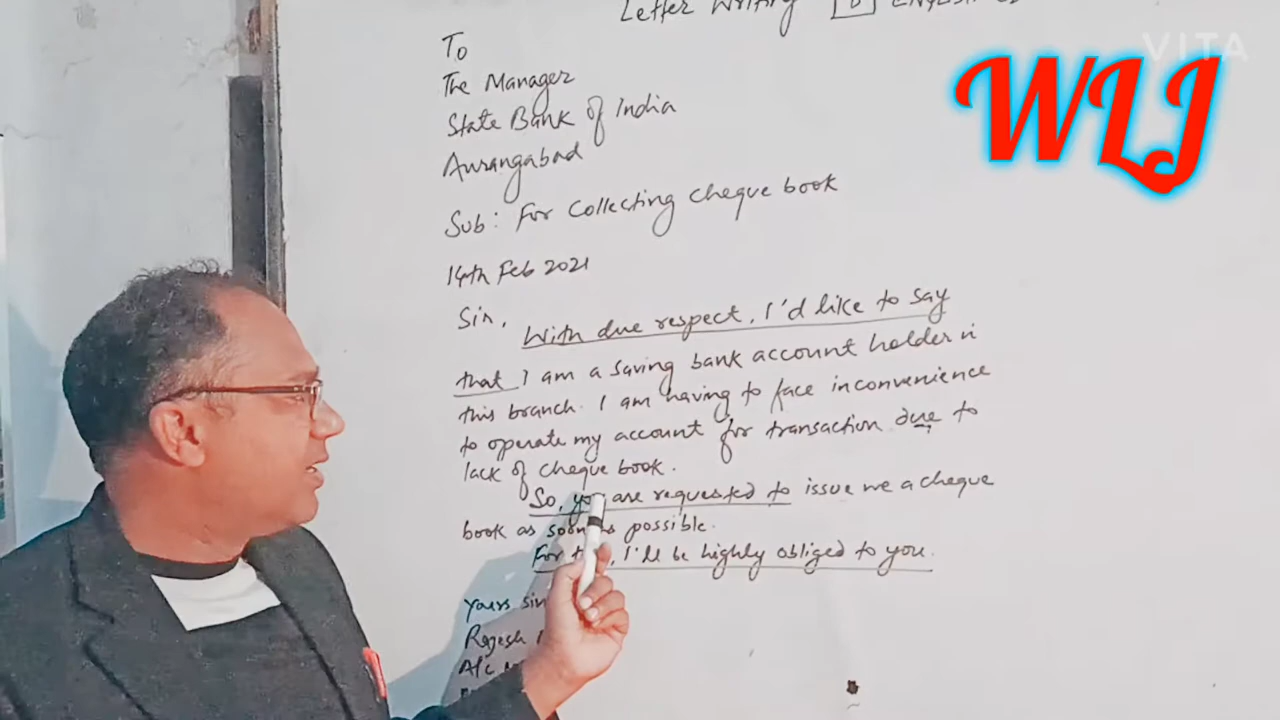 Letter Writing
VITA
WLJ
To
The Manager
State Bank of India
Aurangabad
Sub: For Collecting cheque book
14th Feb 2021
Sir,
With due respect, I'd like to say
that I am a saving bank account holder in
this branch. I am having to face inconvenience
to operate my account for transaction due to
lack of cheque book.
So, you are requested to issue me a cheque
book as soon as possible.
For I'll be highly obliged to you.
Yours
Rajesh
A/c